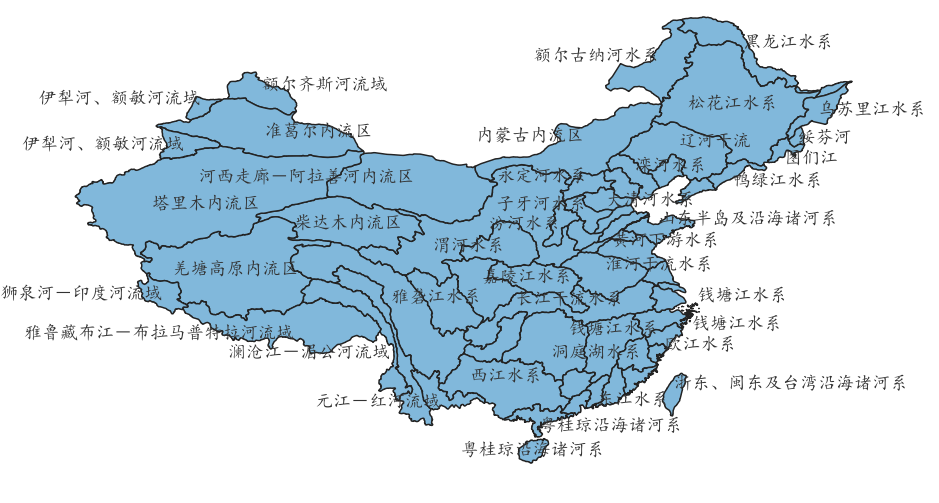 黑龙江水系
额尔古纳河水系
额尔齐斯河流域
伊犁河、额敏河流域
松花江水系
乌苏里江水系
准葛尔内流区
内蒙古内流区
绥芬河
伊犁河、额敏河流域
辽河干流
图们江
滦河水系
河西走廊－阿拉善河内流区
永定河水系
鸭绿江水系
塔里木内流区
子牙河水系
大清河水系
柴达木内流区
汾河水系
山东半岛及沿海诸河系
渭河水系
黄河下游水系
羌塘高原内流区
嘉陵江水系
淮河干流水系
狮泉河－印度河流域
雅砻江水系
长江干流水系
钱塘江水系
雅鲁藏布江－布拉马普特拉河流域
钱塘江水系
钱塘江水系
澜沧江－湄公河流域
洞庭湖水系
瓯江水系
西江水系
浙东、闽东及台湾沿海诸河系
元江－红河流域
东江水系
粤桂琼沿海诸河系
粤桂琼沿海诸河系